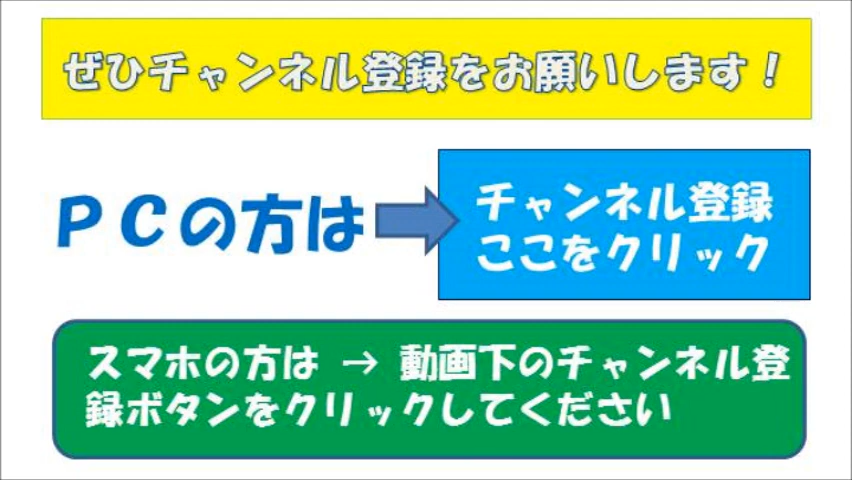 ぜひチャンネル登録をお願いします！
ＰＣの方は
チャンネル登録
ここをクリック
スマホの方は → 動画下のチャンネル登
録ボタンをクリックしてください